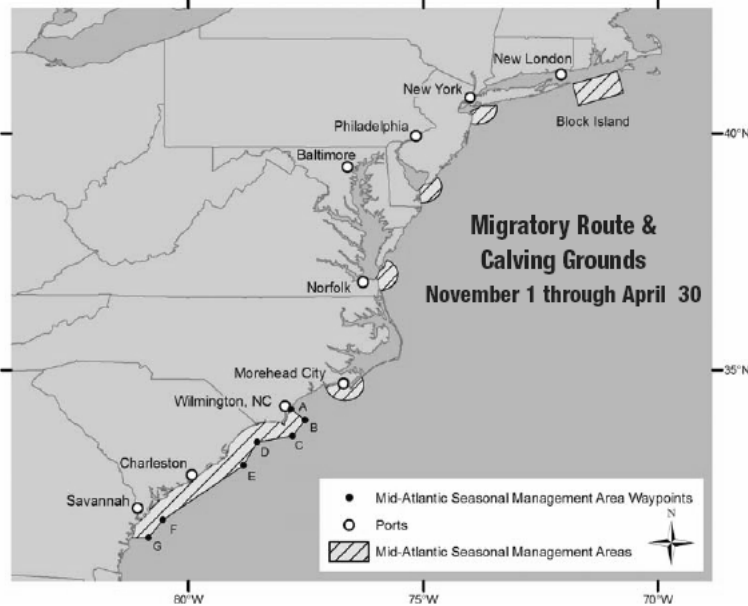 New London
New York
Block Island
Philadelphia
40°N
Baltimore
Migratory Route &
Calving Grounds
November 1 through April 30
Norfolk
Morehead City
35°N
Wilmington, NC
A
B
C
D
Charleston
E
Savannah
F
G
Mid-Atlantic Seasonal Management Area Waypoints
Ports
Mid-Atlantic Seasonal Management Areas
N
80°W
75°W
70°W